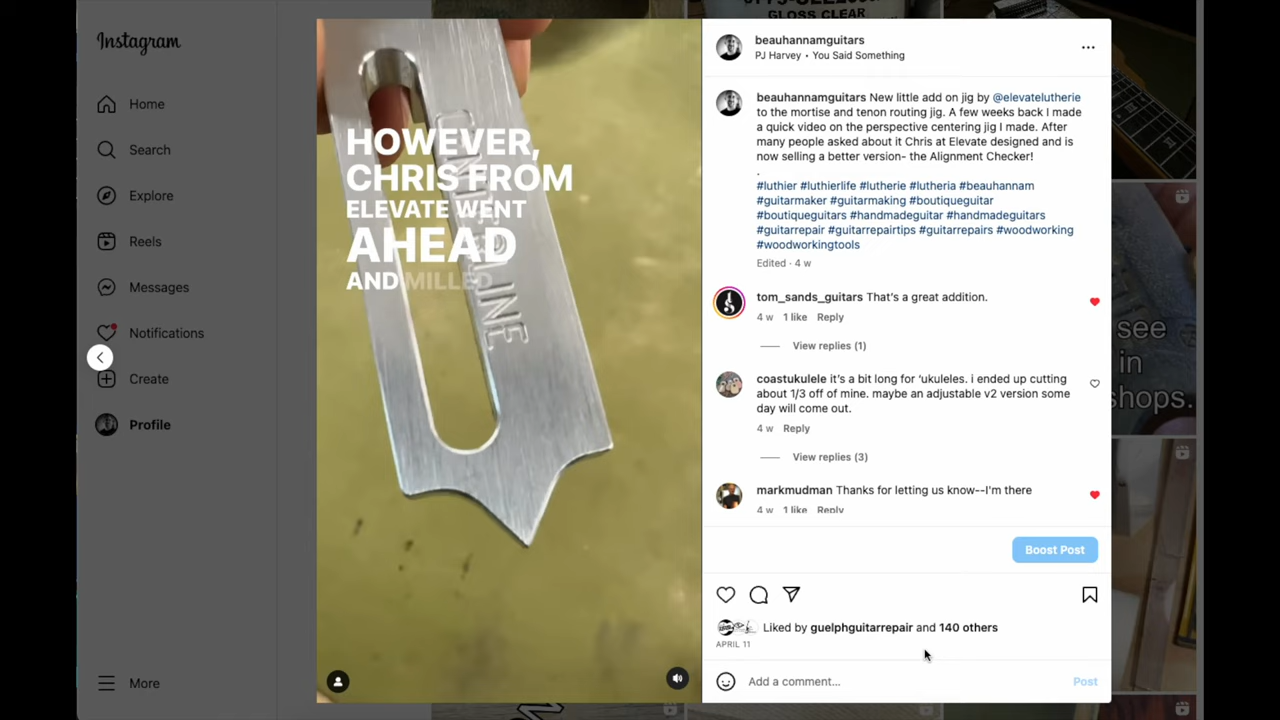 GLOSS CLEAR
Instagram
Home
Search
Explore
Reels
Messages
Notifications
Create
Profile
More
HOWEVER,
CHRIS FROM
ELEVATE WENT
AHEAD
AND MILLED
CENTERLINE
beauhannamguitars
PJ Harvey • You Said Something
beauhannamguitars New little add on jig by @elevatelutherie
to the mortise and tenon routing jig. A few weeks back I made
a quick video on the perspective centering jig I made. After
many people asked about it Chris at Elevate designed and is
now selling a better version- the Alignment Checker!
.
#luthier #luthierlife #lutherie #lutheria #beauhannam
#guitarmaker #guitarmaking #boutiqueguitar
#boutiqueguitars #handmadeguitar #handmadeguitars
#guitarrepair #guitarrepairtips #guitarrepairs #woodworking
#woodworkingtools
Edited · 4 w
tom_sands_guitars That's a great addition.
4 w 1 like Reply
View replies (1)
coastukulele it's a bit long for ‘ukuleles. i ended up cutting
about 1/3 off of mine. maybe an adjustable v2 version some
day will come out.
4 w Reply
View replies (3)
markmudman Thanks for letting us know--I'm there
4 w 1 like Reply
Boost Post
Liked by guelphguitarrepair and 140 others
APRIL 11
Add a comment...
Post
see
in
shops.